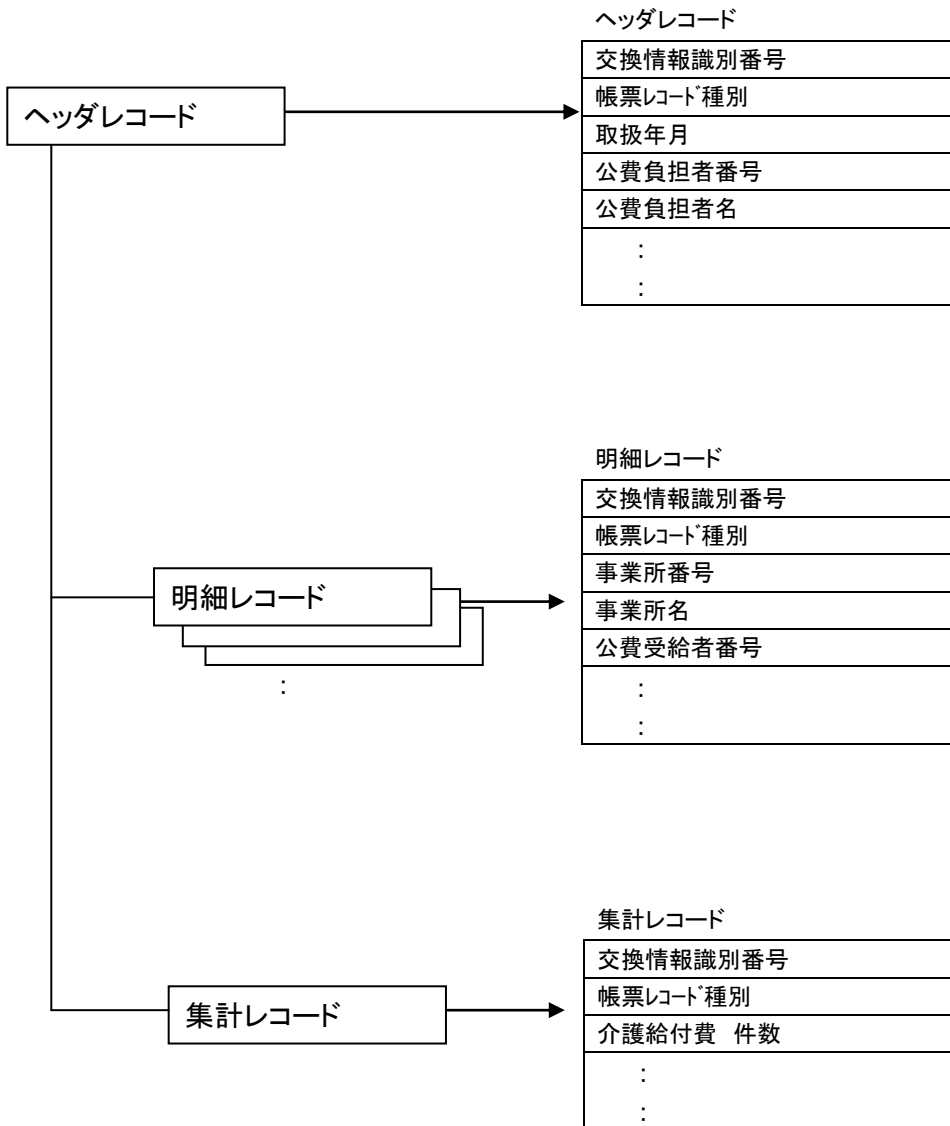 ヘッダレコード
交換情報識別番号
帳票ﾚｺｰﾄﾞ種別
取扱年月
公費負担者番号
公費負担者名
:
:
ヘッダレコード
明細レコード
交換情報識別番号
帳票ﾚｺｰﾄﾞ種別
事業所番号
事業所名
公費受給者番号
:
:
明細レコード
:
集計レコード
交換情報識別番号
帳票ﾚｺｰﾄﾞ種別
介護給付費 件数
:
:
集計レコード